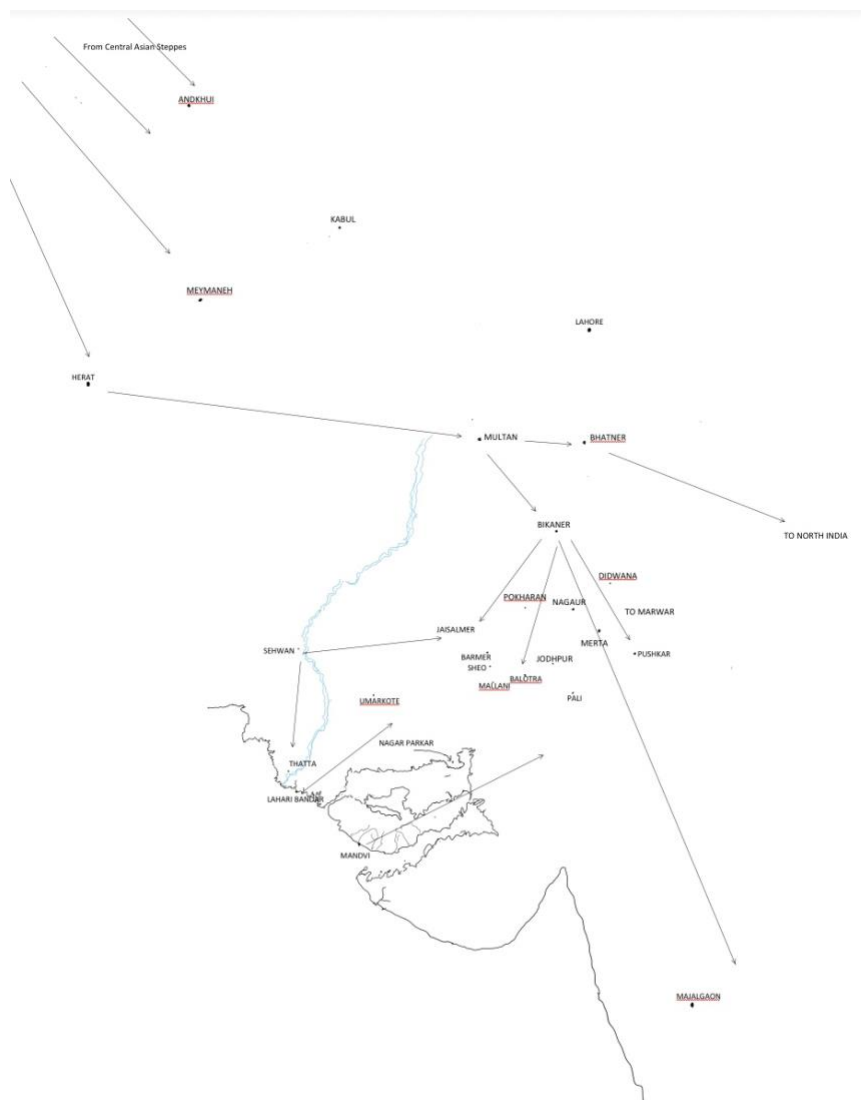 From Central Asian Steppes
ANDKHUI
KABUL
MEYMANEH
LAHORE
HERAT
MULTAN
BHATNER
BIKANER
TO NORTH INDIA
DIDWANA
POKHARAN
NAGAUR
TO MARWAR
JAISALMER
MERTA
SEHWAN
BARMER
JODHPUR
PUSHKAR
SHEO
BALOTRA
MALLANI
UMARKOTE
PALI
NAGAR PARKAR
THATTA
LAHARI BANDAR
MANDVI
MAJALGAON